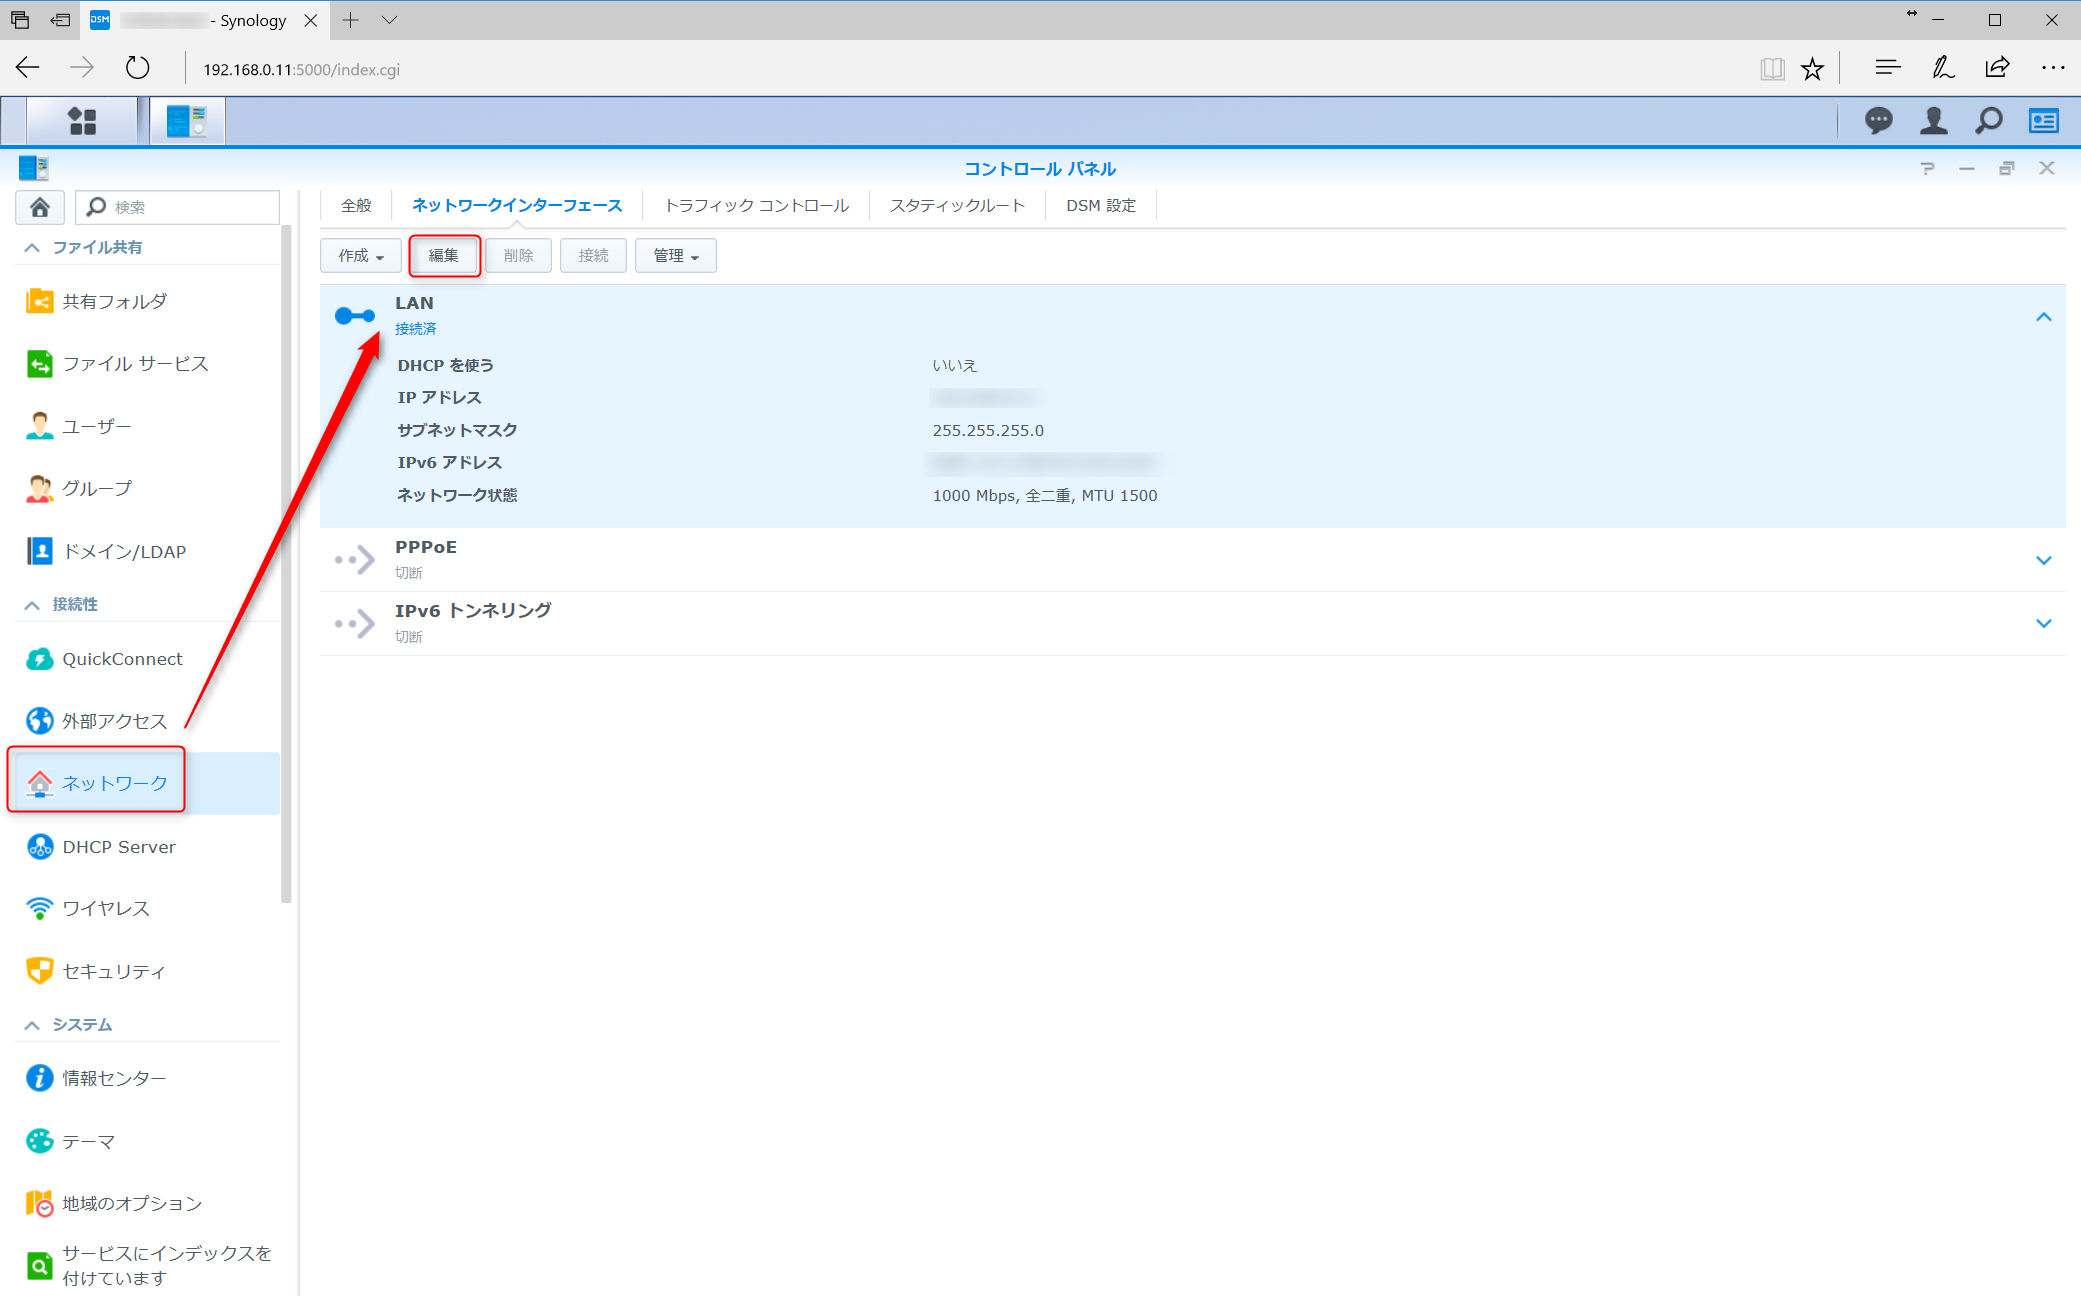 DSM - Synology
192.168.0.11:5000/index.cgi
コントロール パネル
検索
ファイル共有
共有フォルダ
ファイル サービス
ユーザー
グループ
ドメイン/LDAP
接続性
QuickConnect
外部アクセス
ネットワーク
DHCP Server
ワイヤレス
セキュリティ
システム
情報センター
テーマ
地域のオプション
サービスにインデックスを
付けています
全般 ネットワークインターフェース トラフィック コントロール スタティックルート DSM 設定
作成 編集 削除 接続 管理
LAN
接続済
DHCP を使う いいえ
IP アドレス
サブネットマスク 255.255.255.0
IPv6 アドレス
ネットワーク状態 1000 Mbps, 全二重, MTU 1500
PPPoE
切断
IPv6 トンネリング
切断